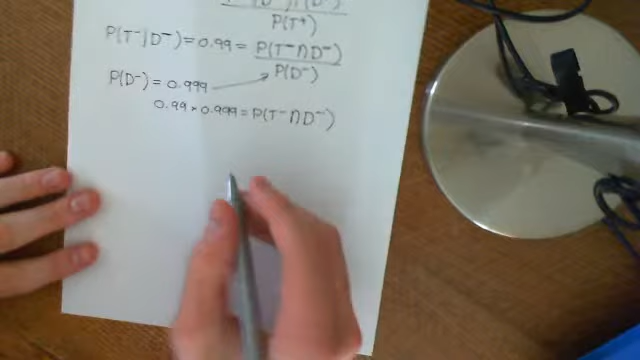 P(T⁺)
P(T⁻|D⁻)=0.99 = P(T⁻∩D⁻)
P(D⁻)
P(D⁻) = 0.999
0.99 × 0.999 = P(T⁻∩D⁻)